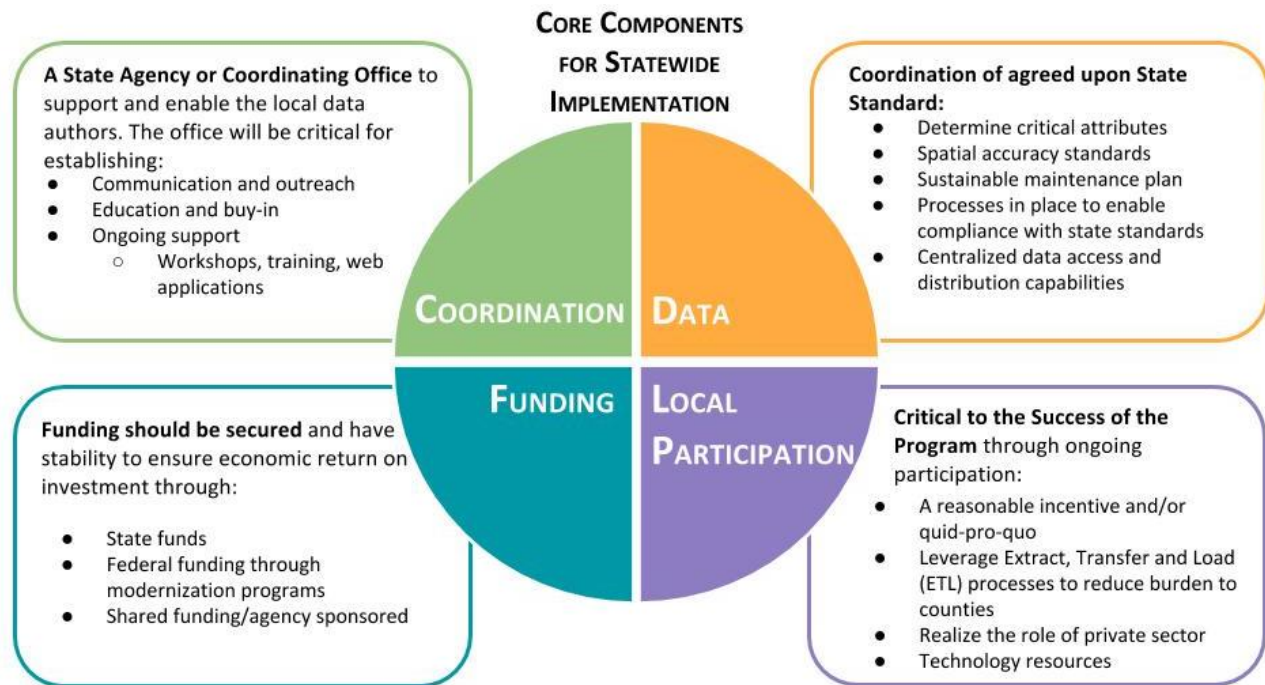 CORE COMPONENTS
FOR STATEWIDE
IMPLEMENTATION
A State Agency or Coordinating Office to
support and enable the local data
authors. The office will be critical for
establishing:
● Communication and outreach
● Education and buy-in
● Ongoing support
○ Workshops, training, web
applications
Coordination of agreed upon State
Standard:
● Determine critical attributes
● Spatial accuracy standards
● Sustainable maintenance plan
● Processes in place to enable
compliance with state standards
● Centralized data access and
distribution capabilities
COORDINATION
DATA
FUNDING
LOCAL
PARTICIPATION
Funding should be secured and have
stability to ensure economic return on
investment through:
● State funds
● Federal funding through
modernization programs
● Shared funding/agency sponsored
Critical to the Success of the
Program through ongoing
participation:
● A reasonable incentive and/or
quid-pro-quo
● Leverage Extract, Transfer and Load
(ETL) processes to reduce burden to
counties
● Realize the role of private sector
● Technology resources